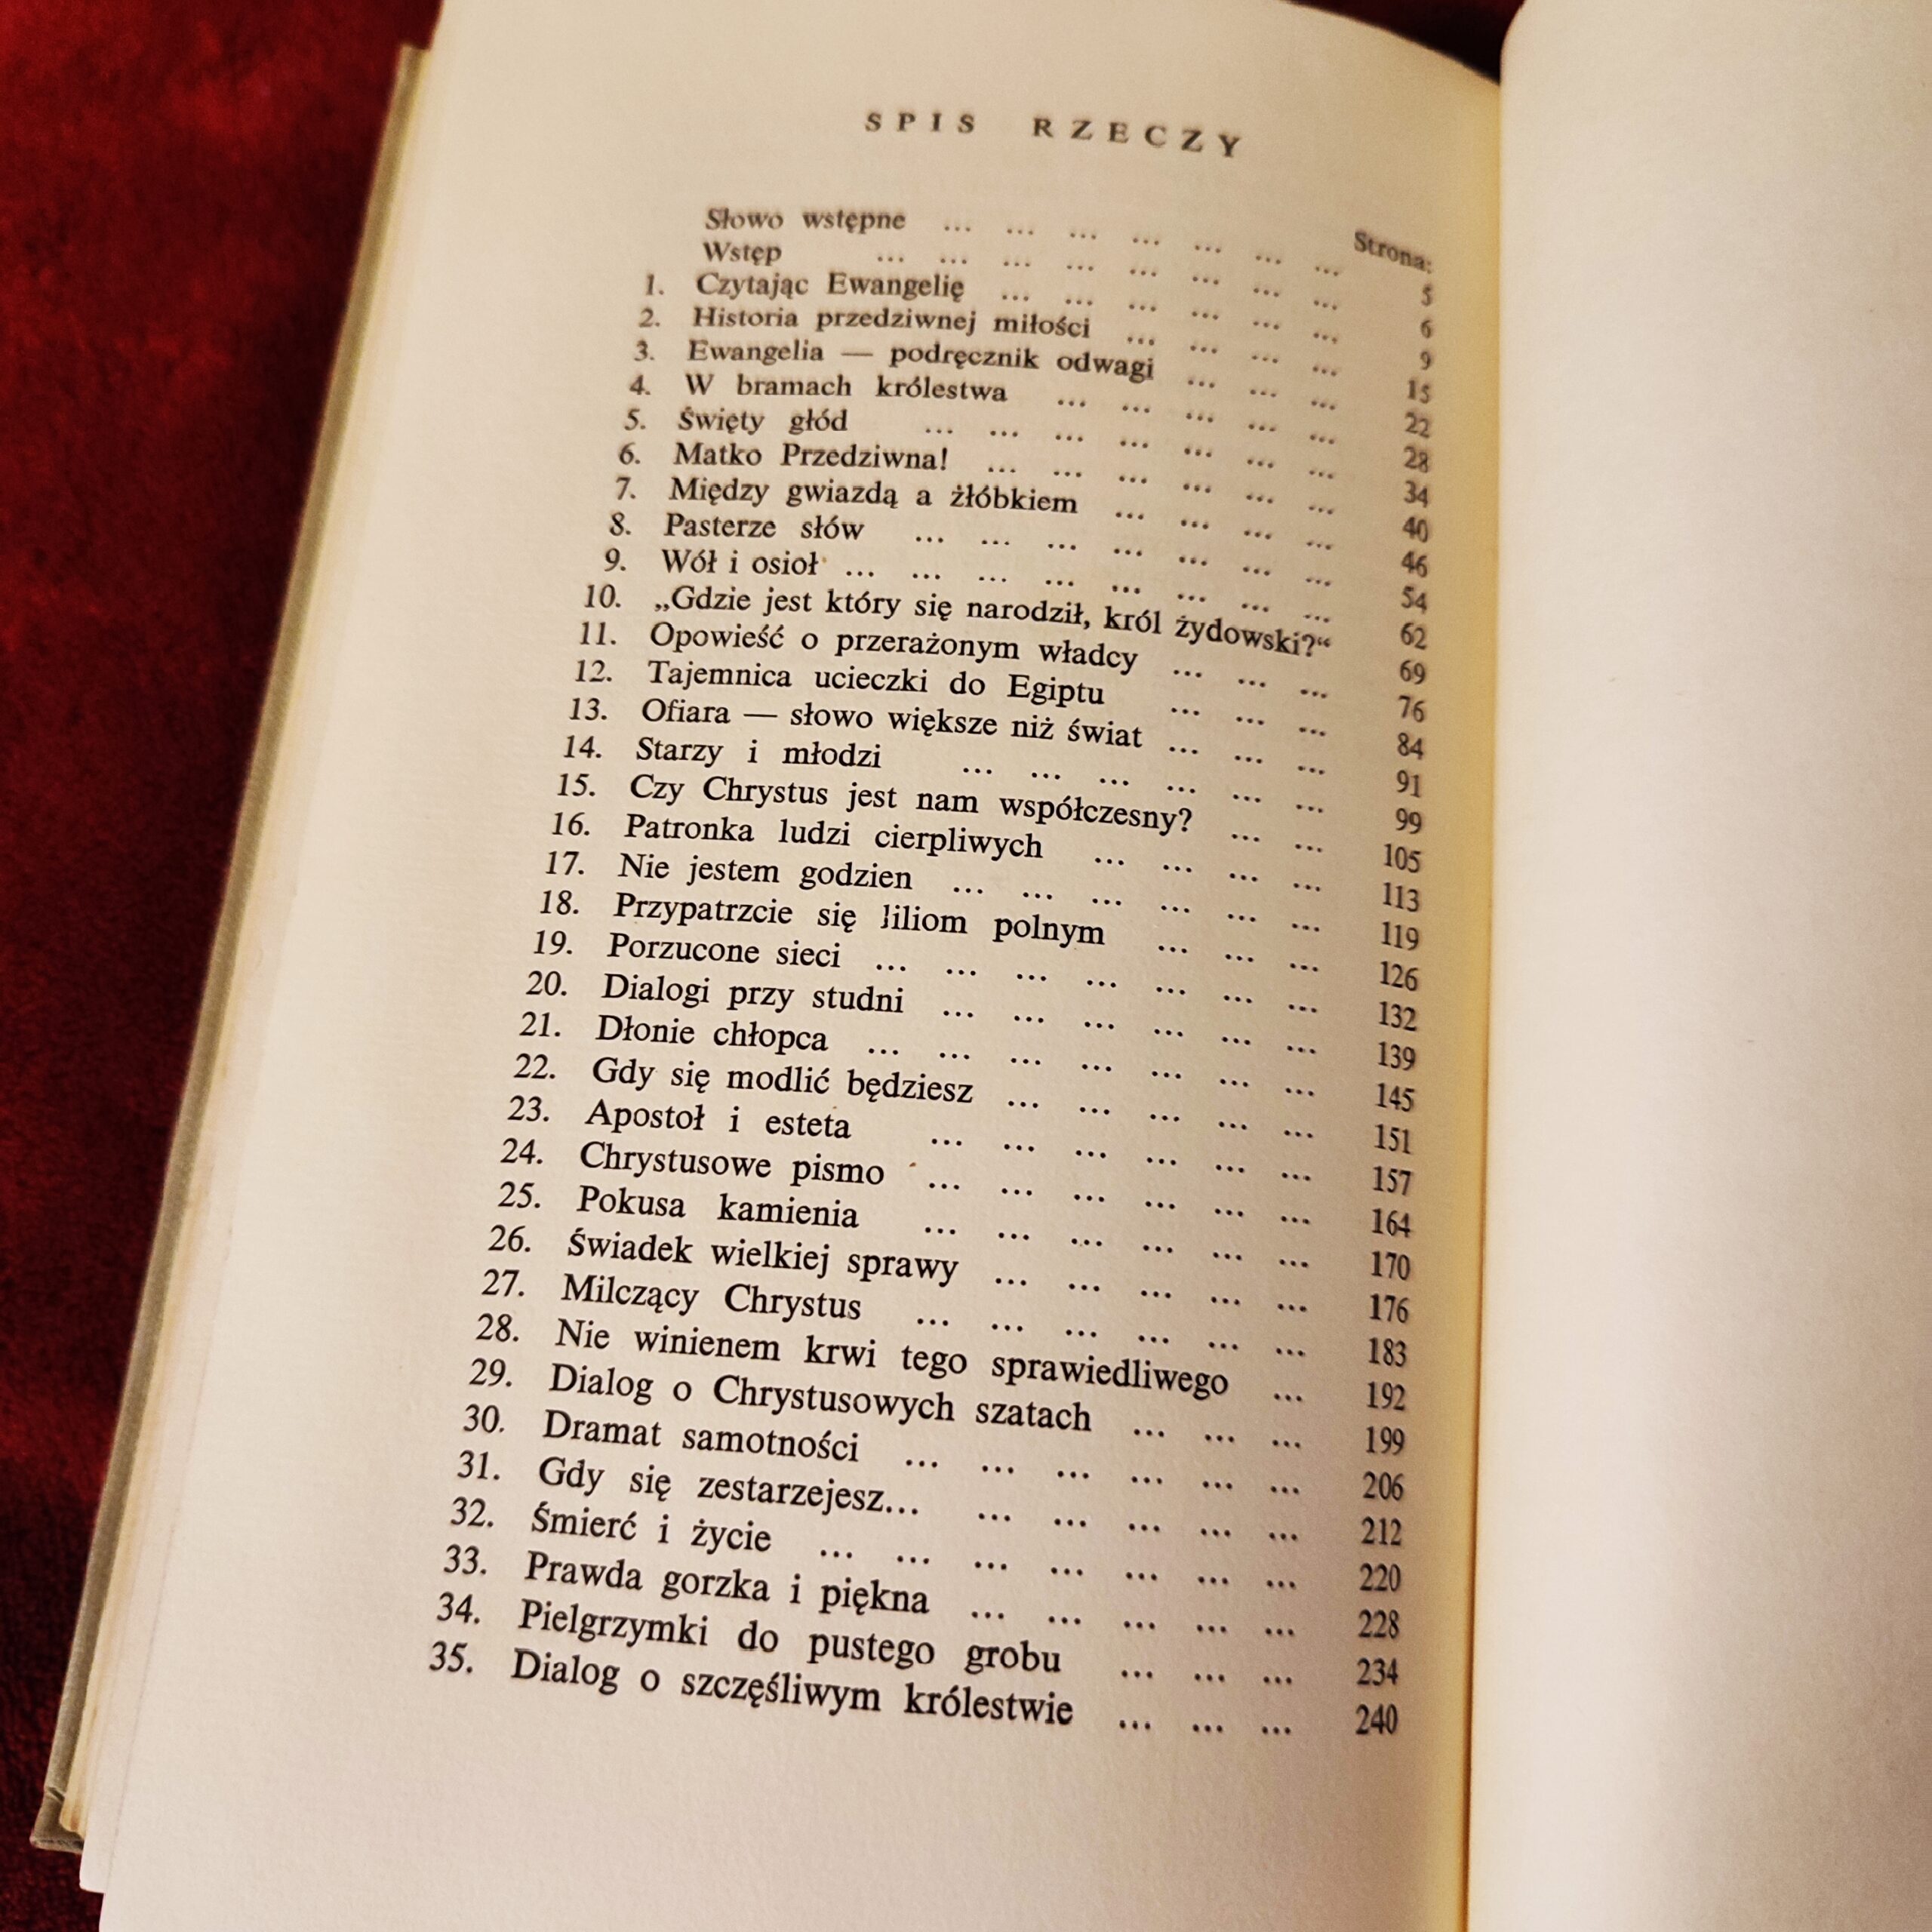 SPIS RZECZY
Strona:
Słowo wstępne ... ... ... ... ... ... ... 5
Wstęp ... ... ... ... ... ... ... ... 6
1. Czytając Ewangelię ... ... ... ... ... ... 9
2. Historia przedziwnej miłości ... ... ... ... 15
3. Ewangelia — podręcznik odwagi ... ... ... 22
4. W bramach królestwa ... ... ... ... ... 28
5. Święty głód ... ... ... ... ... ... ... 34
6. Matko Przedziwna! ... ... ... ... ... ... 40
7. Między gwiazdą a żłóbkiem ... ... ... ... 46
8. Pasterze słów ... ... ... ... ... ... ... 54
9. Wół i osioł ... ... ... ... ... ... ... ... 62
10. „Gdzie jest który się narodził, król żydowski?“ 69
11. Opowieść o przerażonym władcy ... ... ... 76
12. Tajemnica ucieczki do Egiptu ... ... ... 84
13. Ofiara — słowo większe niż świat ... ... ... 91
14. Starzy i młodzi ... ... ... ... ... ... 99
15. Czy Chrystus jest nam współczesny? ... ... 105
16. Patronka ludzi cierpliwych ... ... ... ... 113
17. Nie jestem godzien ... ... ... ... ... ... 119
18. Przypatrzcie się liliom polnym ... ... ... 126
19. Porzucone sieci ... ... ... ... ... ... ... 132
20. Dialogi przy studni ... ... ... ... ... ... 139
21. Dłonie chłopca ... ... ... ... ... ... ... 145
22. Gdy się modlić będziesz ... ... ... ... ... 151
23. Apostoł i esteta ... ... ... ... ... ... 157
24. Chrystusowe pismo ... ... ... ... ... ... 164
25. Pokusa kamienia ... ... ... ... ... ... 170
26. Świadek wielkiej sprawy ... ... ... ... ... 176
27. Milczący Chrystus ... ... ... ... ... ... 183
28. Nie winienem krwi tego sprawiedliwego ... 192
29. Dialog o Chrystusowych szatach ... ... ... 199
30. Dramat samotności ... ... ... ... ... ... 206
31. Gdy się zestarzejesz... ... ... ... ... ... 212
32. Śmierć i życie ... ... ... ... ... ... ... 220
33. Prawda gorzka i piękna ... ... ... ... ... 228
34. Pielgrzymki do pustego grobu ... ... ... 234
35. Dialog o szczęśliwym królestwie ... ... ... 240